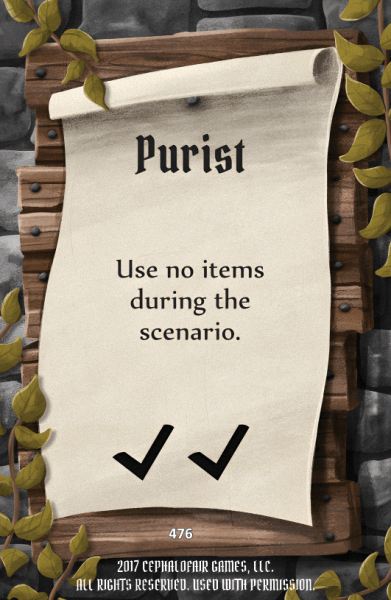 Purist
Use no items
during the
scenario.
476
2017 CEPHALOFAIR GAMES, LLC.
ALL RIGHTS RESERVED. USED WITH PERMISSION.